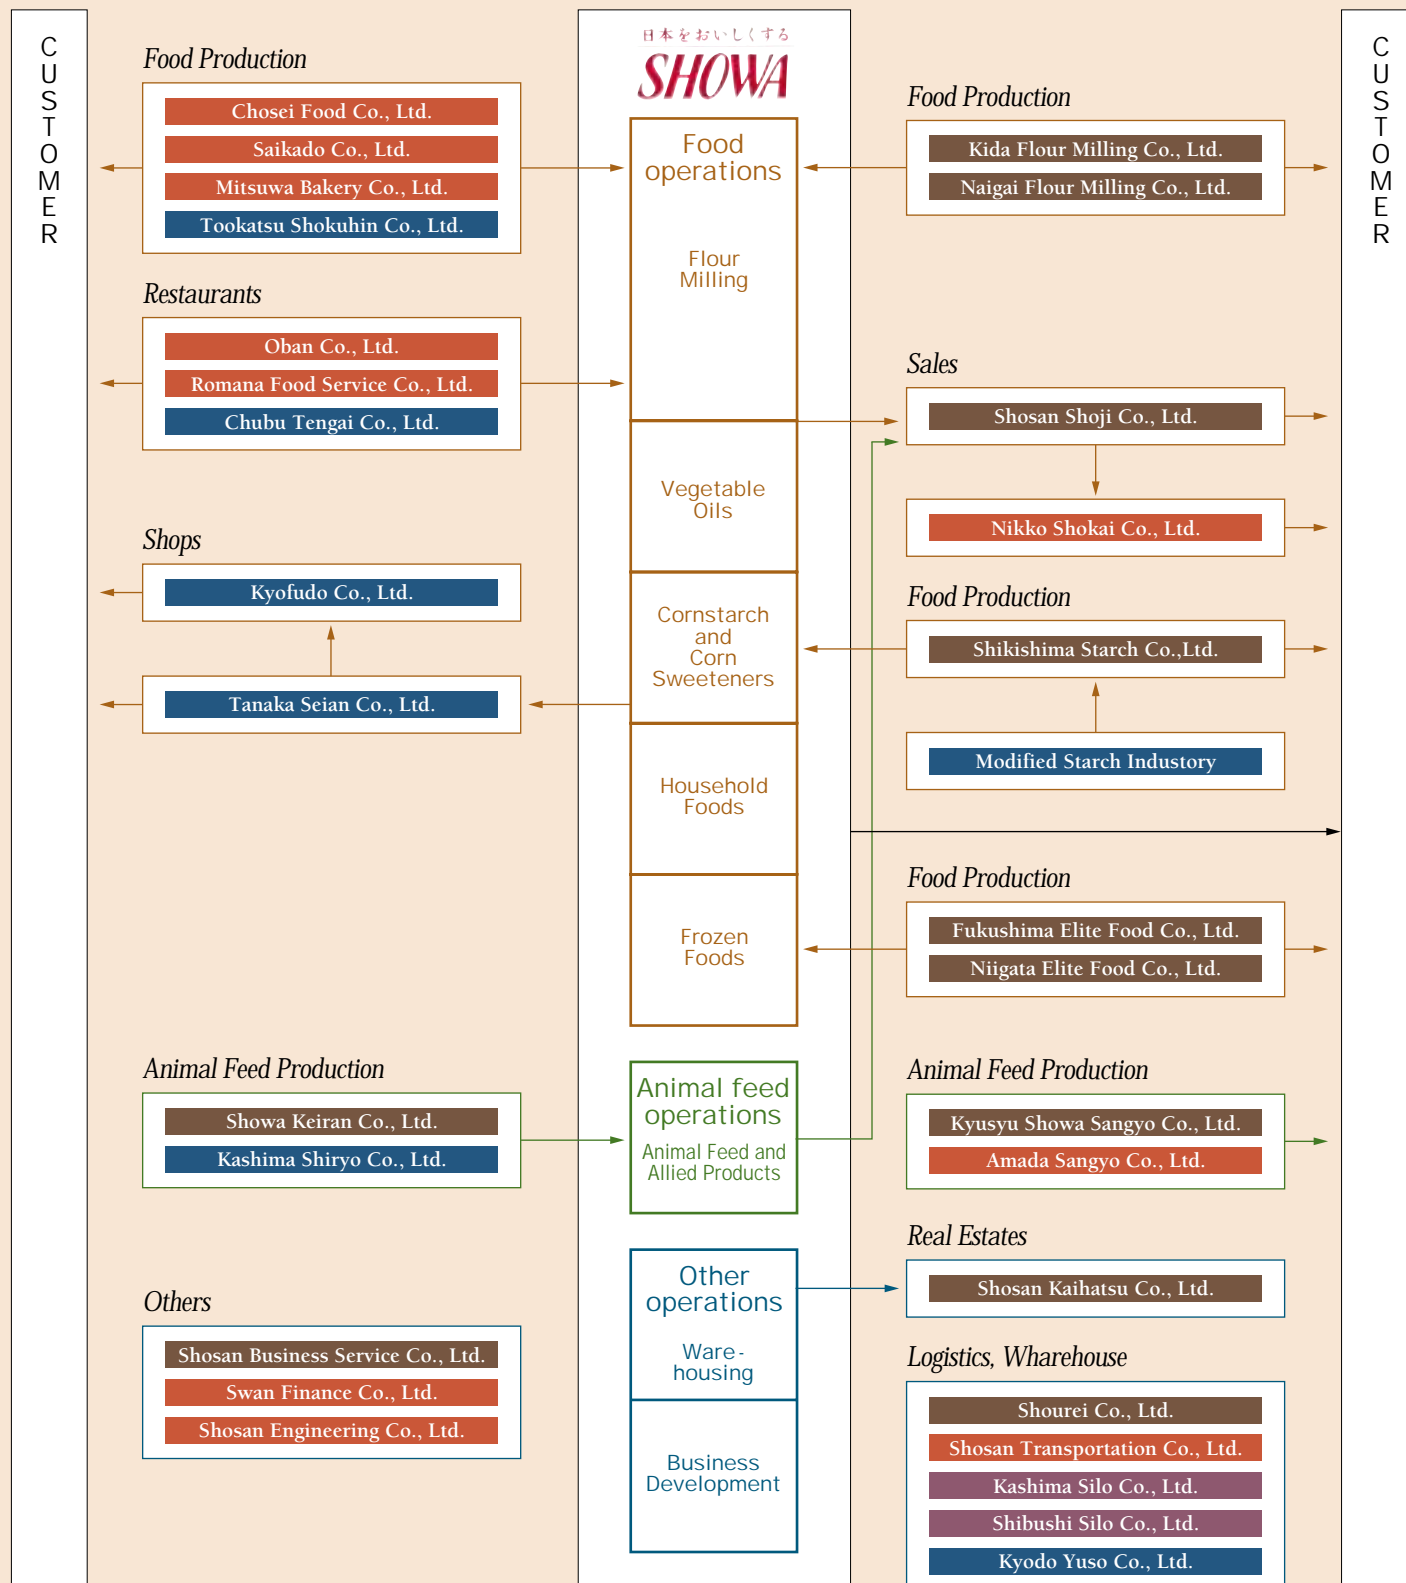 CUSTOMER
Food Production
Chosei Food Co., Ltd.
Saikado Co., Ltd.
Mitsuwa Bakery Co., Ltd.
Tookatsu Shokuhin Co., Ltd.
Restaurants
Oban Co., Ltd.
Romana Food Service Co., Ltd.
Chubu Tengai Co., Ltd.
Shops
Kyofudo Co., Ltd.
Tanaka Seian Co., Ltd.
Animal Feed Production
Showa Keiran Co., Ltd.
Kashima Shiryo Co., Ltd.
Others
Shosan Business Service Co., Ltd.
Swan Finance Co., Ltd.
Shosan Engineering Co., Ltd.
日本をおいしくする
SHOWA
Food
operations
Flour
Milling
Vegetable
Oils
Cornstarch
and
Corn
Sweeteners
Household
Foods
Frozen
Foods
Animal feed
operations
Animal Feed and
Allied Products
Other
operations
Ware-
housing
Business
Development
Food Production
Kida Flour Milling Co., Ltd.
Naigai Flour Milling Co., Ltd.
Sales
Shosan Shoji Co., Ltd.
Nikko Shokai Co., Ltd.
Food Production
Shikishima Starch Co.,Ltd.
Modified Starch Industory
Food Production
Fukushima Elite Food Co., Ltd.
Niigata Elite Food Co., Ltd.
Animal Feed Production
Kyusyu Showa Sangyo Co., Ltd.
Amada Sangyo Co., Ltd.
Real Estates
Shosan Kaihatsu Co., Ltd.
Logistics, Wharehouse
Shourei Co., Ltd.
Shosan Transportation Co., Ltd.
Kashima Silo Co., Ltd.
Shibushi Silo Co., Ltd.
Kyodo Yuso Co., Ltd.
CUSTOMER